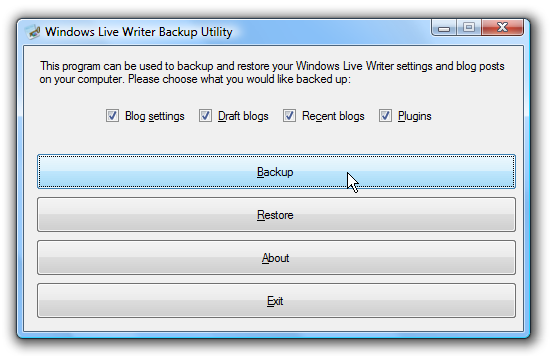 Windows Live Writer Backup Utility
This program can be used to backup and restore your Windows Live Writer settings and blog posts
on your computer. Please choose what you would like backed up:
Blog settings Draft blogs Recent blogs Plugins
Backup
Restore
About
Exit